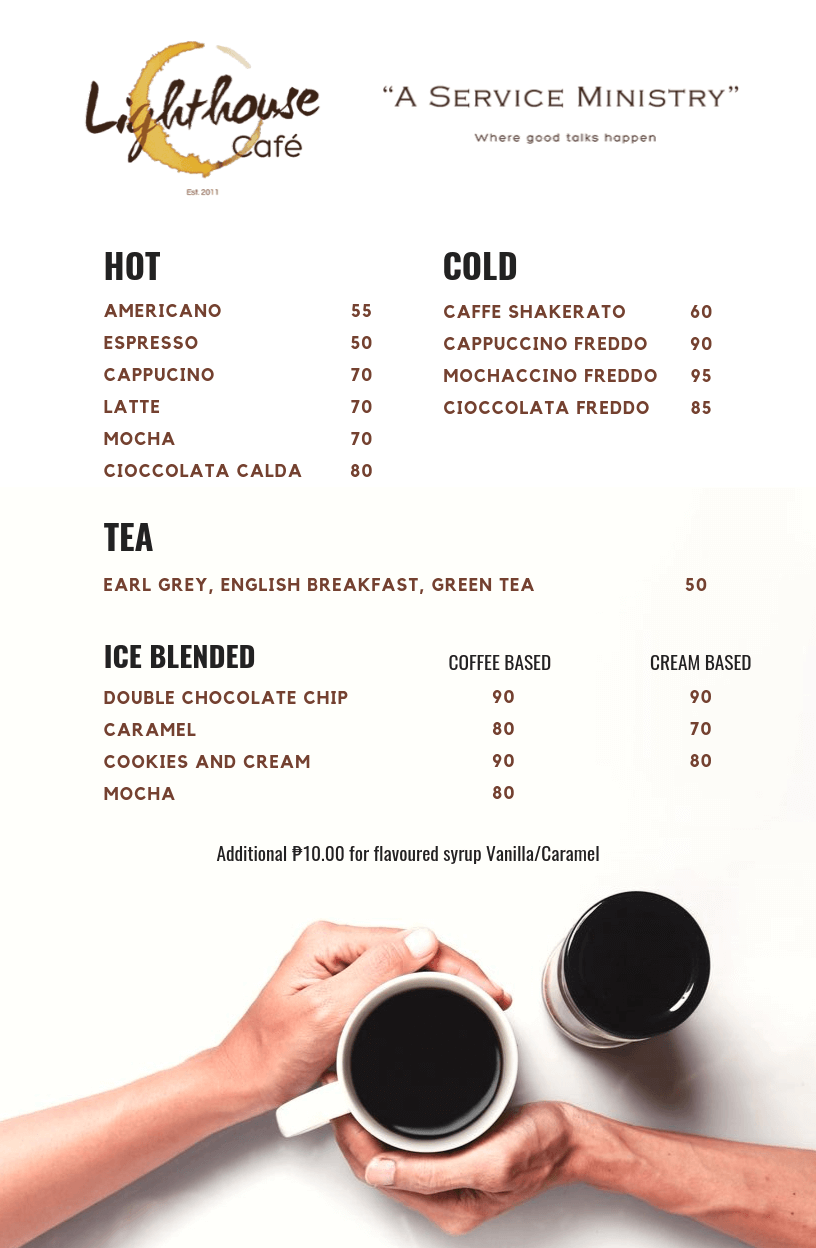 Lighthouse
Café
Est. 2011
“A SERVICE MINISTRY”
Where good talks happen
HOT
AMERICANO 55
ESPRESSO 50
CAPPUCINO 70
LATTE 70
MOCHA 70
CIOCCOLATA CALDA 80
COLD
CAFFE SHAKERATO 60
CAPPUCCINO FREDDO 90
MOCHACCINO FREDDO 95
CIOCCOLATA FREDDO 85
TEA
EARL GREY, ENGLISH BREAKFAST, GREEN TEA 50
ICE BLENDED COFFEE BASED CREAM BASED
DOUBLE CHOCOLATE CHIP 90 90
CARAMEL 80 70
COOKIES AND CREAM 90 80
MOCHA 80
Additional ₱10.00 for flavoured syrup Vanilla/Caramel